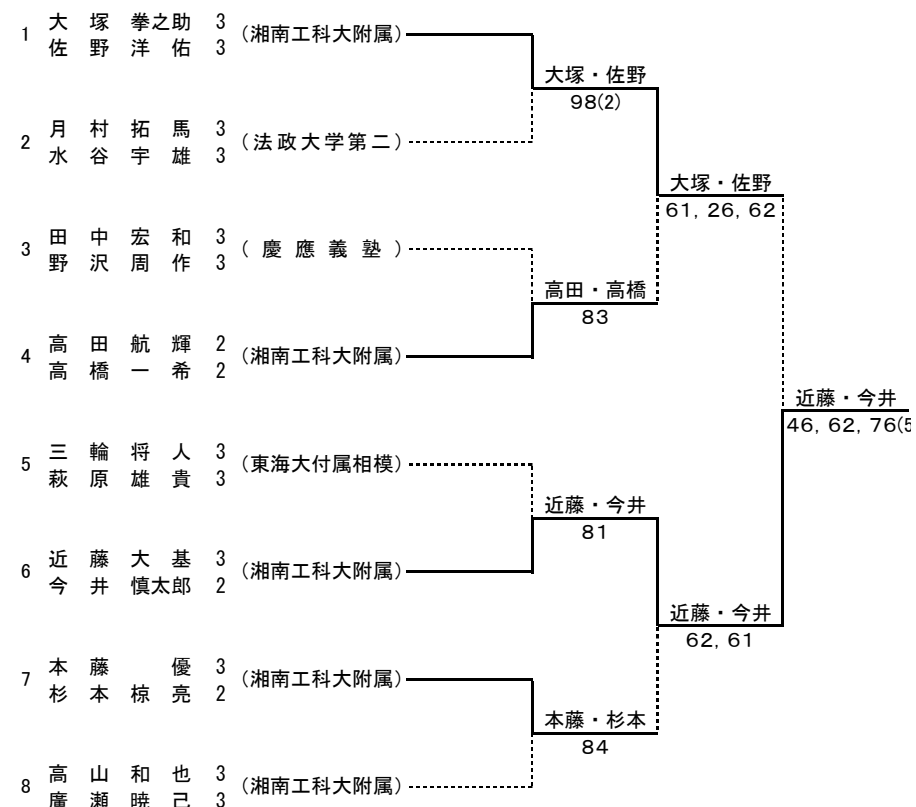 1 大塚 拳之助 3 (湘南工科大附属)
佐野 洋佑 3
大塚・佐野
98(2)
2 月村 拓馬 3 (法政大学第二)
水谷 宇雄 3
大塚・佐野
61, 26, 62
3 田中 宏和 3 (慶應義塾)
野沢 周作 3
高田・高橋
83
4 高田 航輝 2 (湘南工科大附属)
高橋 一希 2
近藤・今井
46, 62, 76(5
5 三輪 将人 3 (東海大付属相模)
萩原 雄貴 3
近藤・今井
81
6 近藤 大基 3 (湘南工科大附属)
今井 慎太郎 2
近藤・今井
62, 61
7 本藤 優 3 (湘南工科大附属)
杉本 椋亮 2
本藤・杉本
84
8 高山 和也 3 (湘南工科大附属)
廣瀬 暁己 3